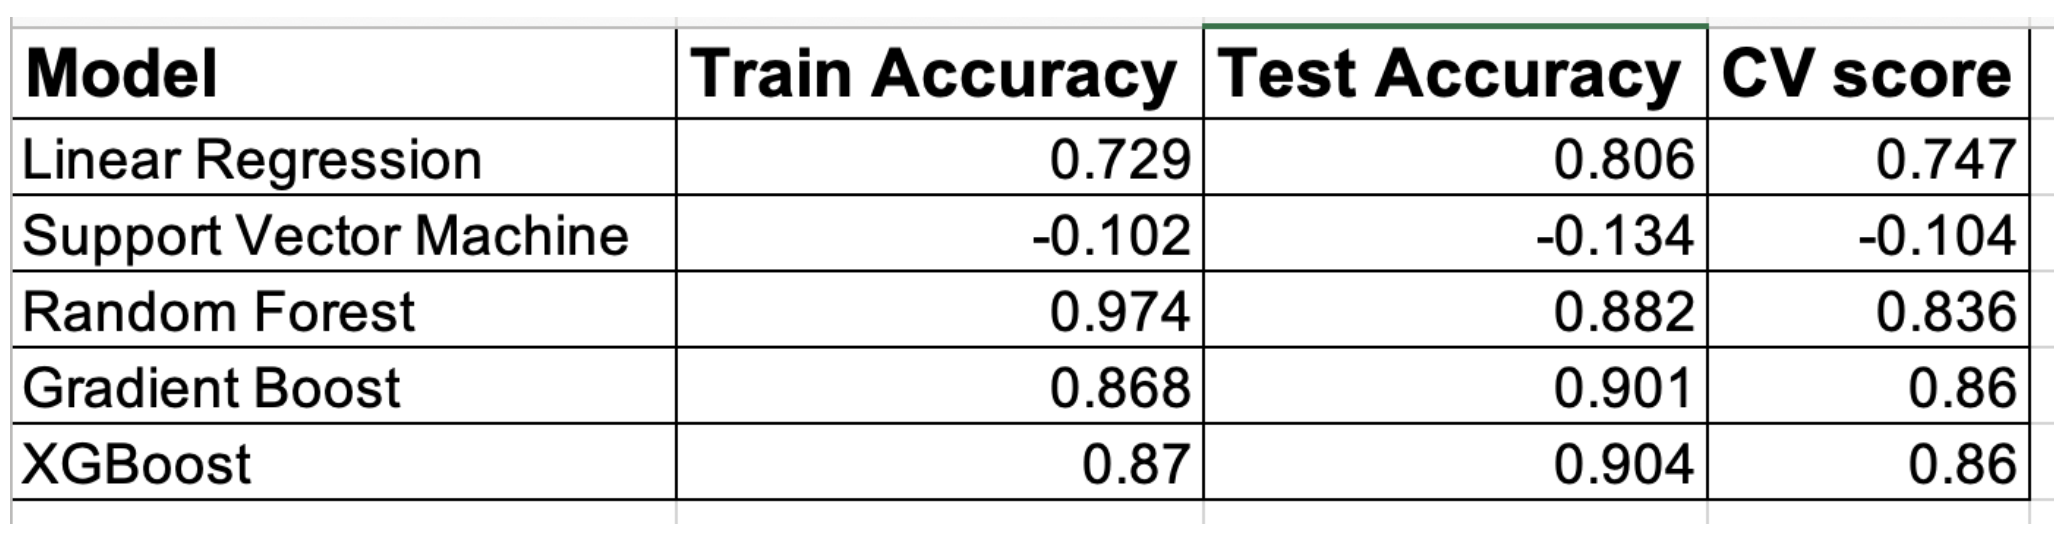 Model Train Accuracy Test Accuracy CV score
Linear Regression 0.729 0.806 0.747
Support Vector Machine -0.102 -0.134 -0.104
Random Forest 0.974 0.882 0.836
Gradient Boost 0.868 0.901 0.86
XGBoost 0.87 0.904 0.86